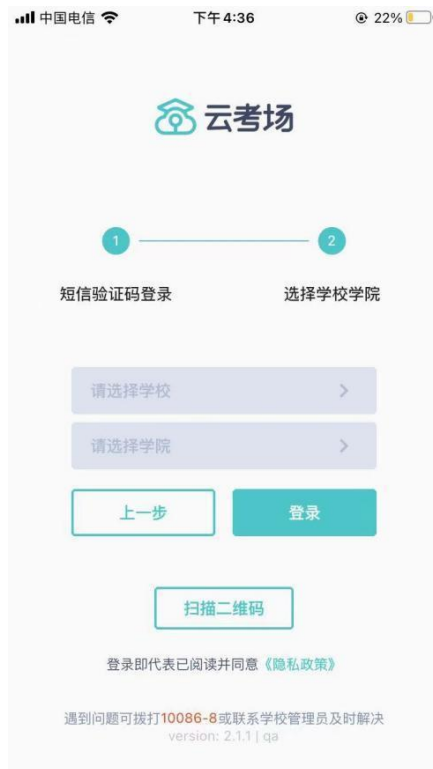 中国电信 下午4:36 22%
云考场
1 2
短信验证码登录 选择学校学院
请选择学校
请选择学院
上一步 登录
扫描二维码
登录即代表已阅读并同意《隐私政策》
遇到问题可拨打10086-8或联系学校管理员及时解决
version: 2.1.1 | qa